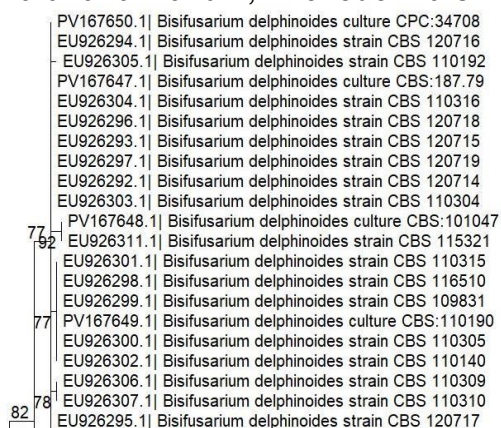 PV167650.1| Bisifusarium delphinoides culture CPC:34708
EU926294.1| Bisifusarium delphinoides strain CBS 120716
EU926305.1| Bisifusarium delphinoides strain CBS 110192
PV167647.1| Bisifusarium delphinoides culture CBS:187.79
EU926304.1| Bisifusarium delphinoides strain CBS 110316
EU926296.1| Bisifusarium delphinoides strain CBS 120718
EU926293.1| Bisifusarium delphinoides strain CBS 120715
EU926297.1| Bisifusarium delphinoides strain CBS 120719
EU926292.1| Bisifusarium delphinoides strain CBS 120714
EU926303.1| Bisifusarium delphinoides strain CBS 110304
PV167648.1| Bisifusarium delphinoides culture CBS:101047
77
92 EU926311.1| Bisifusarium delphinoides strain CBS 115321
EU926301.1| Bisifusarium delphinoides strain CBS 110315
EU926298.1| Bisifusarium delphinoides strain CBS 116510
EU926299.1| Bisifusarium delphinoides strain CBS 109831
77 PV167649.1| Bisifusarium delphinoides culture CBS:110190
EU926300.1| Bisifusarium delphinoides strain CBS 110305
EU926302.1| Bisifusarium delphinoides strain CBS 110140
EU926306.1| Bisifusarium delphinoides strain CBS 110309
78 EU926307.1| Bisifusarium delphinoides strain CBS 110310
82 EU926295.1| Bisifusarium delphinoides strain CBS 120717